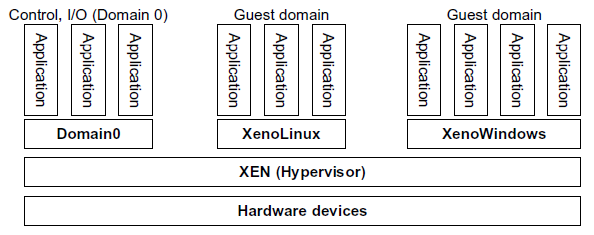 Control, I/O (Domain 0)
Guest domain
Guest domain
Application
Application
Application
Application
Application
Application
Application
Application
Application
Application
Domain0
XenoLinux
XenoWindows
XEN (Hypervisor)
Hardware devices